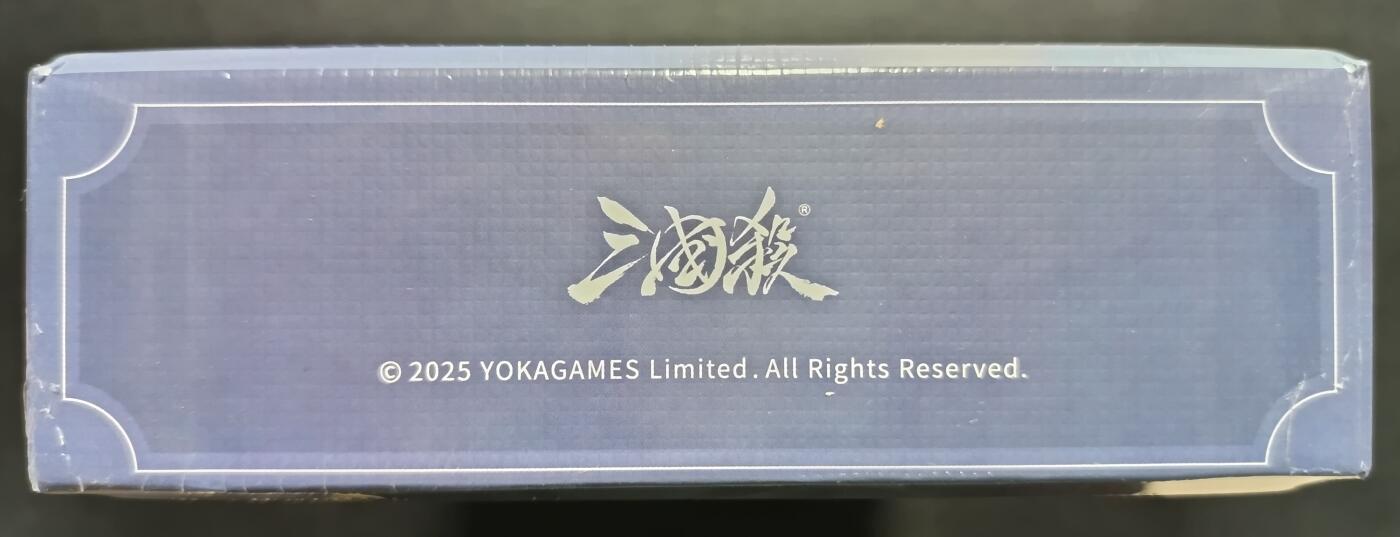 三國殺®
© 2025 YOKAGAMES Limited. All Rights Reserved.